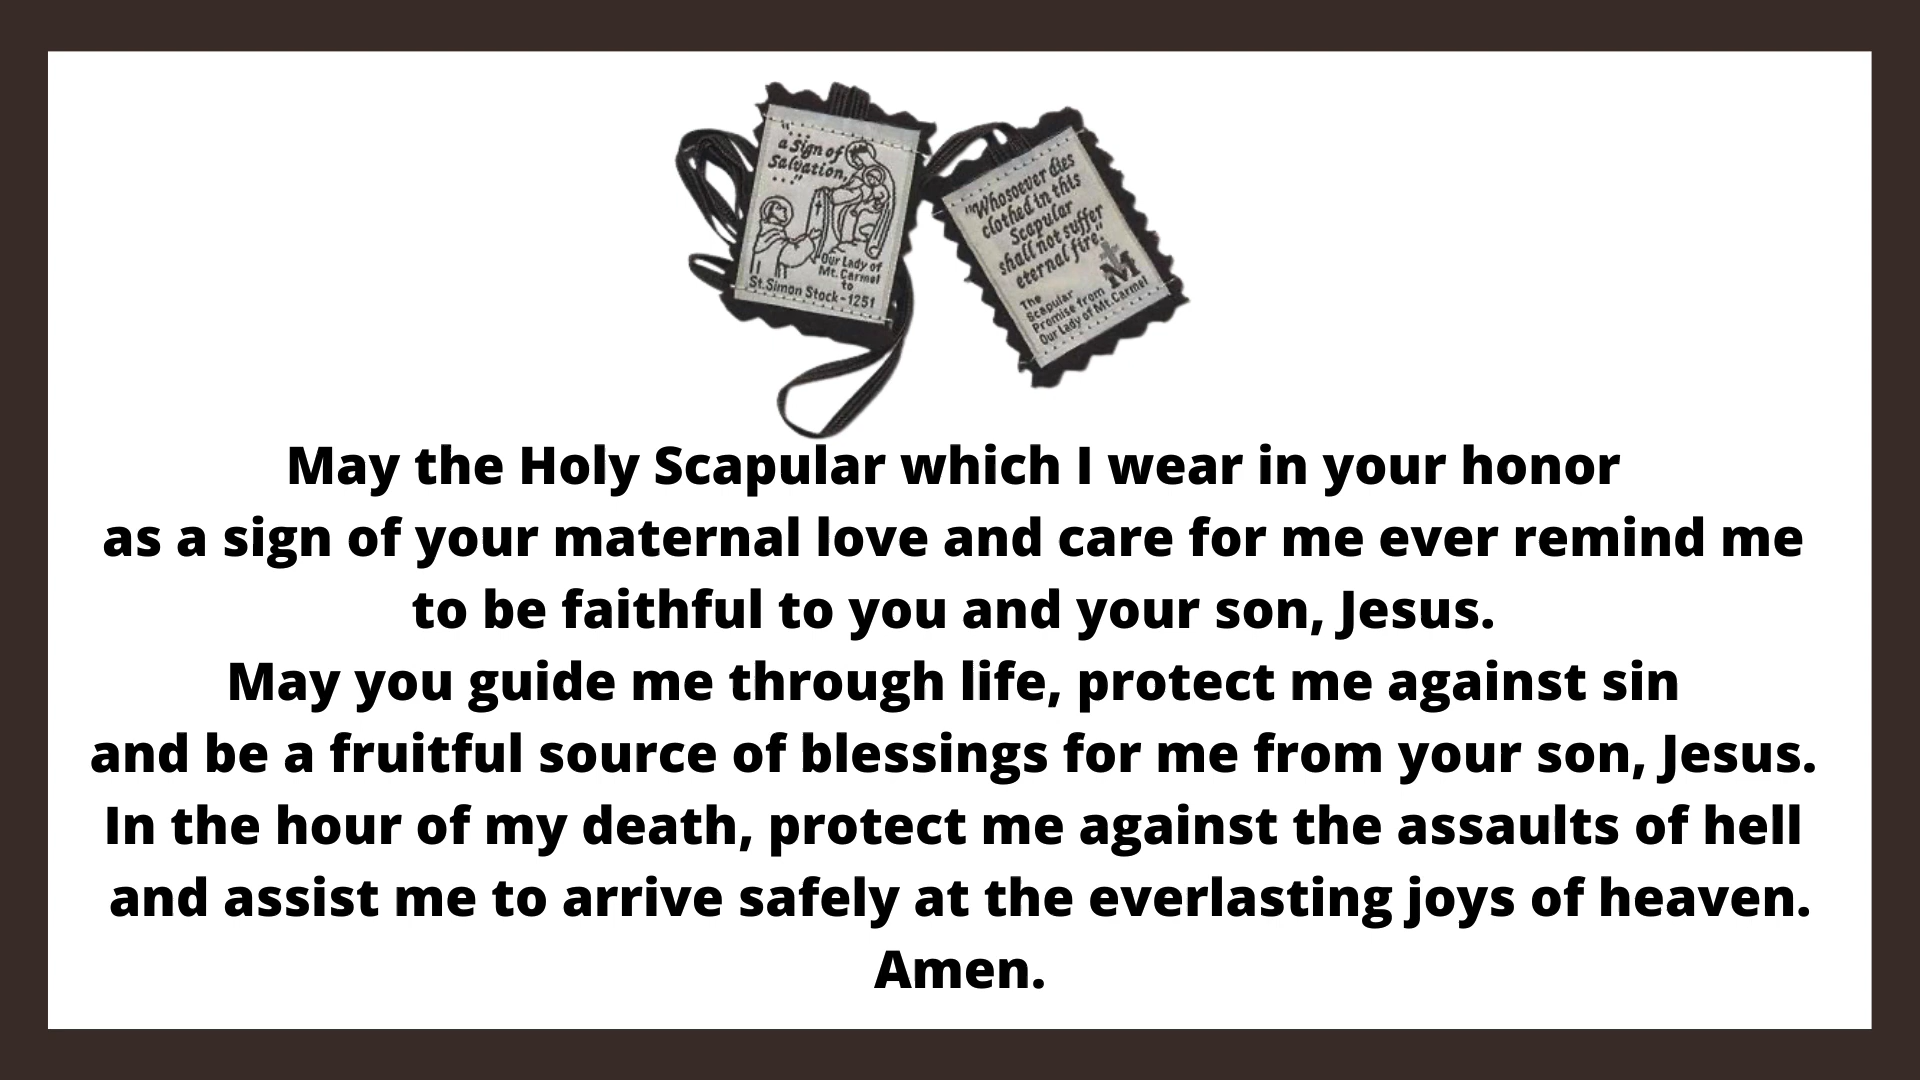 "...
a Sign of
Salvation,
..."
Our Lady of
Mt. Carmel
to
St. Simon Stock - 1251
"Whosoever dies
clothed in this
Scapular
shall not suffer
eternal fire."
M
The
Scapular
Promise from
Our Lady of Mt. Carmel
May the Holy Scapular which I wear in your honor
as a sign of your maternal love and care for me ever remind me
to be faithful to you and your son, Jesus.
May you guide me through life, protect me against sin
and be a fruitful source of blessings for me from your son, Jesus.
In the hour of my death, protect me against the assaults of hell
and assist me to arrive safely at the everlasting joys of heaven.
Amen.